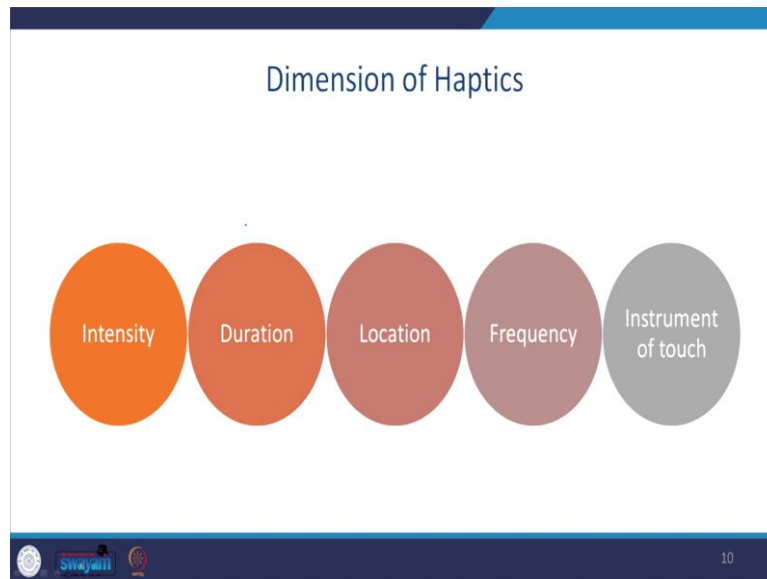 Dimension of Haptics
Intensity
Duration
Location
Frequency
Instrument
of touch
swayam
10